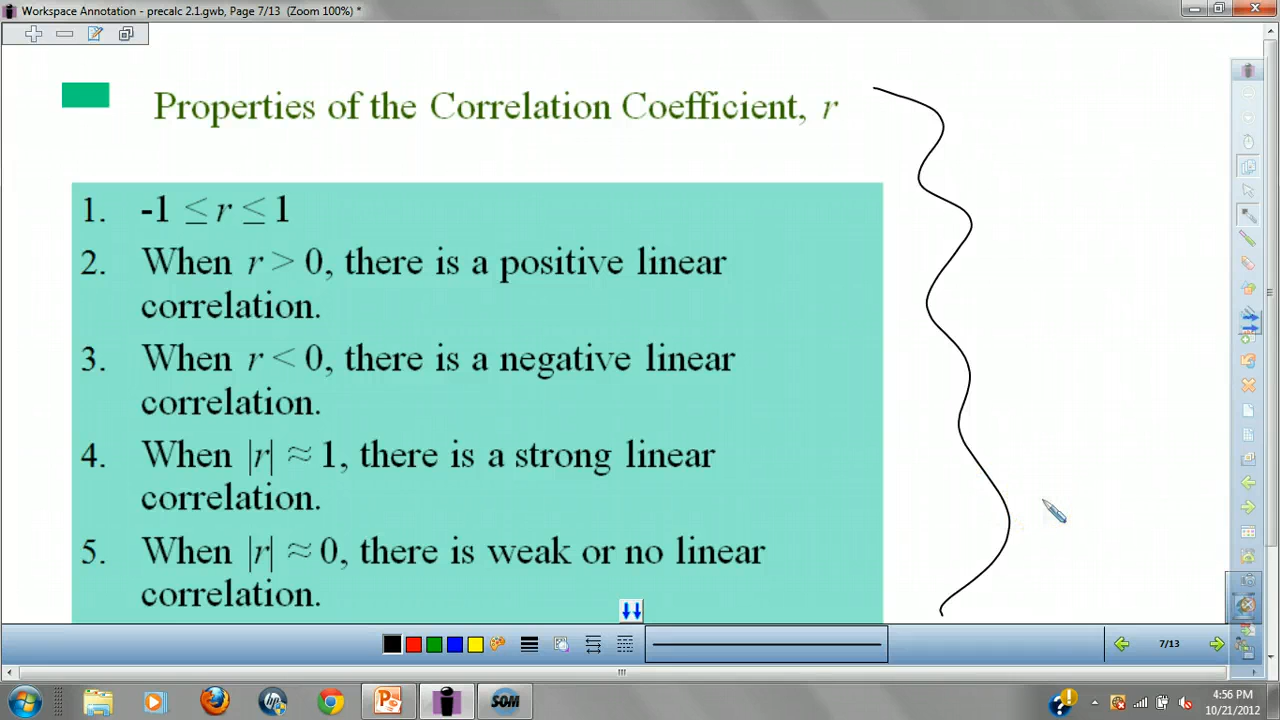 Workspace Annotation - precalc 2.1.gwb, Page 7/13 (Zoom 100%) *
Properties of the Correlation Coefficient, r
1. -1 ≤ r ≤ 1
2. When r > 0, there is a positive linear
correlation.
3. When r < 0, there is a negative linear
correlation.
4. When |r| ≈ 1, there is a strong linear
correlation.
5. When |r| ≈ 0, there is weak or no linear
correlation.
7/13
hp
SOM
4:56 PM
10/21/2012